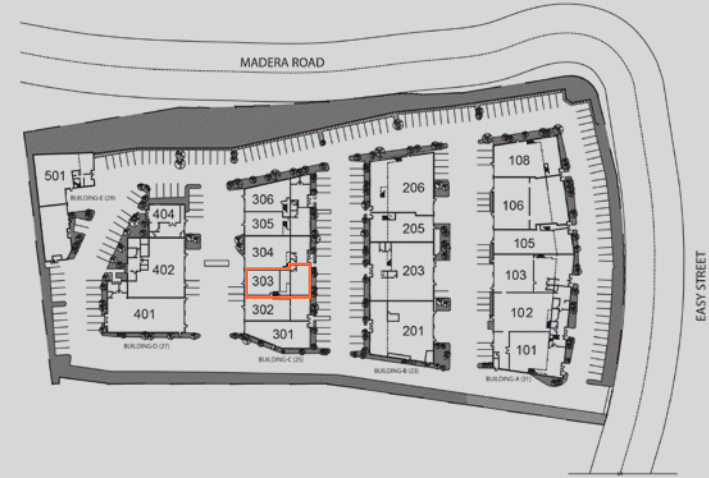 MADERA ROAD
EASY STREET
501
BUILDING-E (29)
404
402
401
BUILDING-D (27)
306
305
304
303
302
301
BUILDING-C (25)
206
205
203
201
BUILDING-B (23)
108
106
105
103
102
101
BUILDING-A (21)